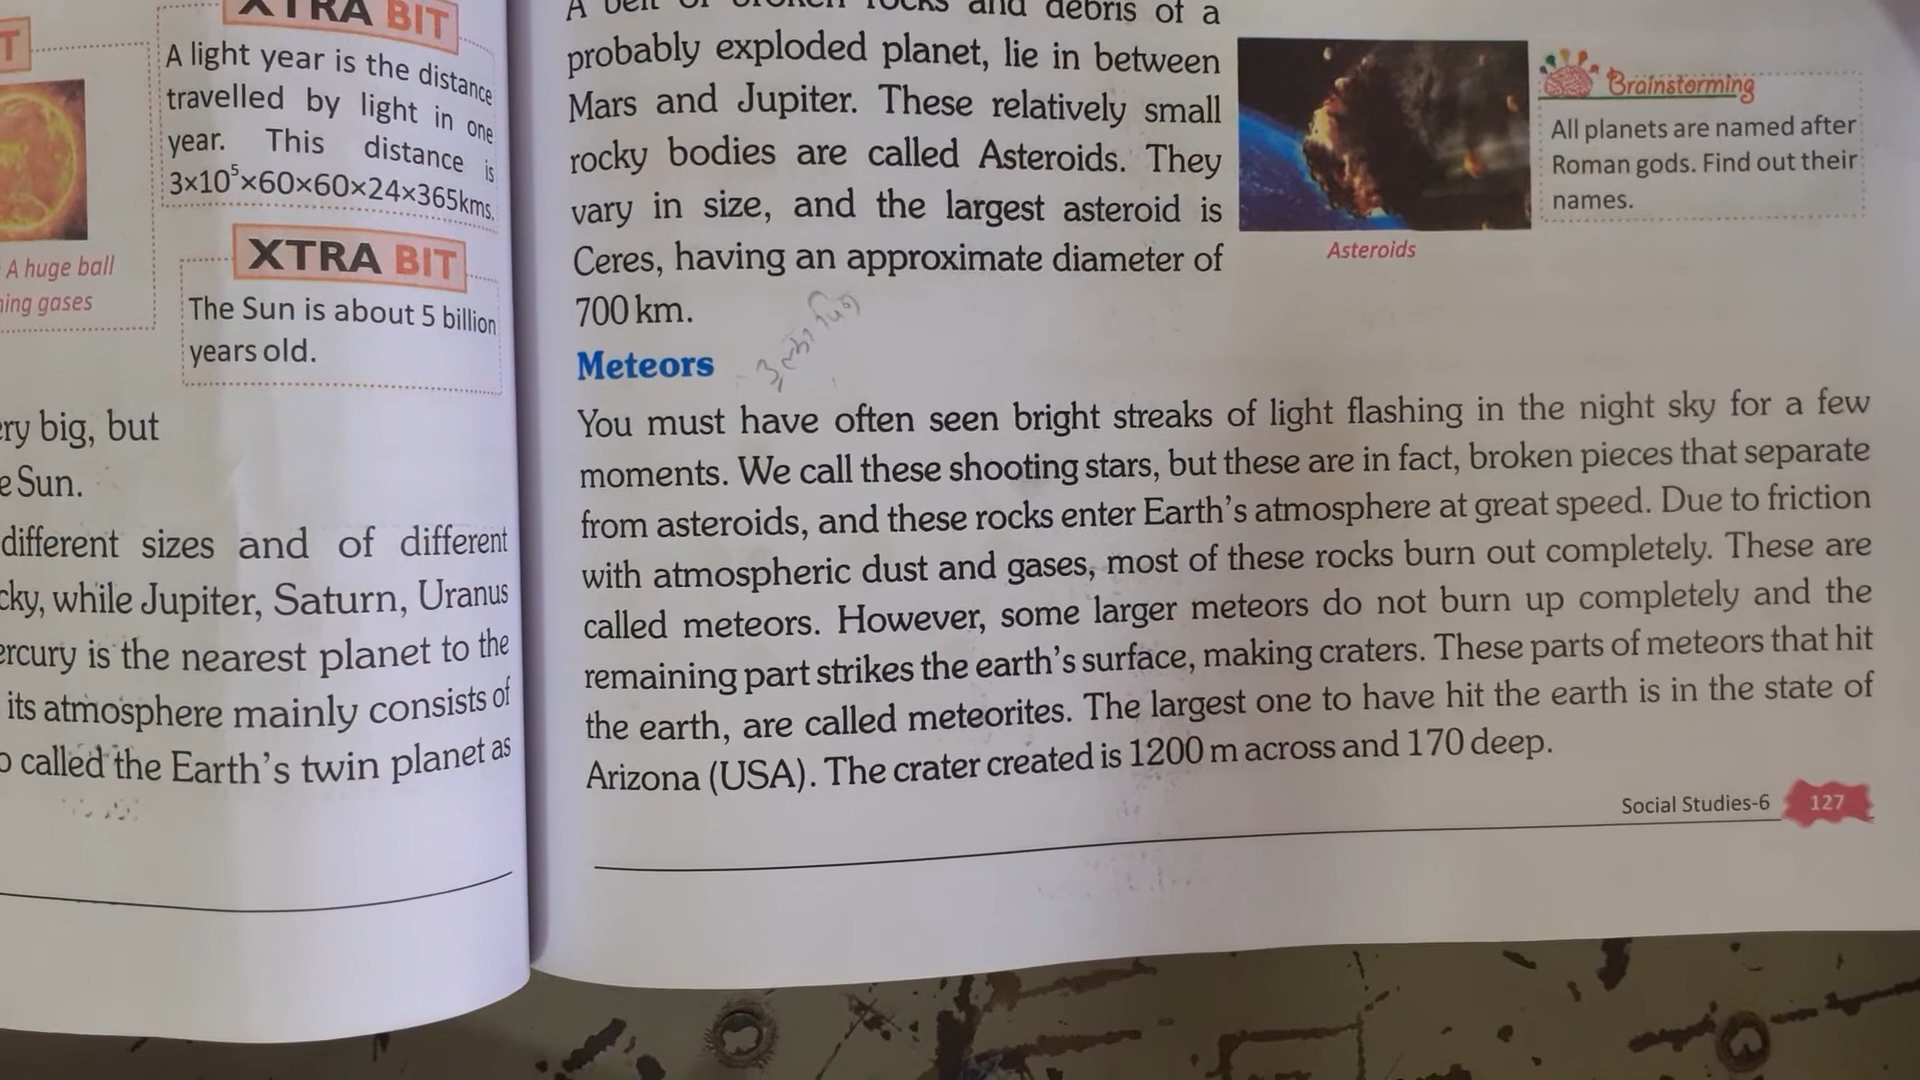 T
XTRA BIT
A light year is the distance
travelled by light in one
year. This distance is
3×10⁵×60×60×24×365kms.
A huge ball
ing gases
XTRA BIT
The Sun is about 5 billion
years old.
ery big, but
e Sun.
different sizes and of different
cky, while Jupiter, Saturn, Uranus
ercury is the nearest planet to the
its atmosphere mainly consists of
o called the Earth's twin planet as
A belt of broken rocks and debris of a
probably exploded planet, lie in between
Mars and Jupiter. These relatively small
rocky bodies are called Asteroids. They
vary in size, and the largest asteroid is
Ceres, having an approximate diameter of
700 km.
Asteroids
Brainstorming
All planets are named after
Roman gods. Find out their
names.
Meteors
You must have often seen bright streaks of light flashing in the night sky for a few
moments. We call these shooting stars, but these are in fact, broken pieces that separate
from asteroids, and these rocks enter Earth's atmosphere at great speed. Due to friction
with atmospheric dust and gases, most of these rocks burn out completely. These are
called meteors. However, some larger meteors do not burn up completely and the
remaining part strikes the earth's surface, making craters. These parts of meteors that hit
the earth, are called meteorites. The largest one to have hit the earth is in the state of
Arizona (USA). The crater created is 1200 m across and 170 deep.
Social Studies-6 127